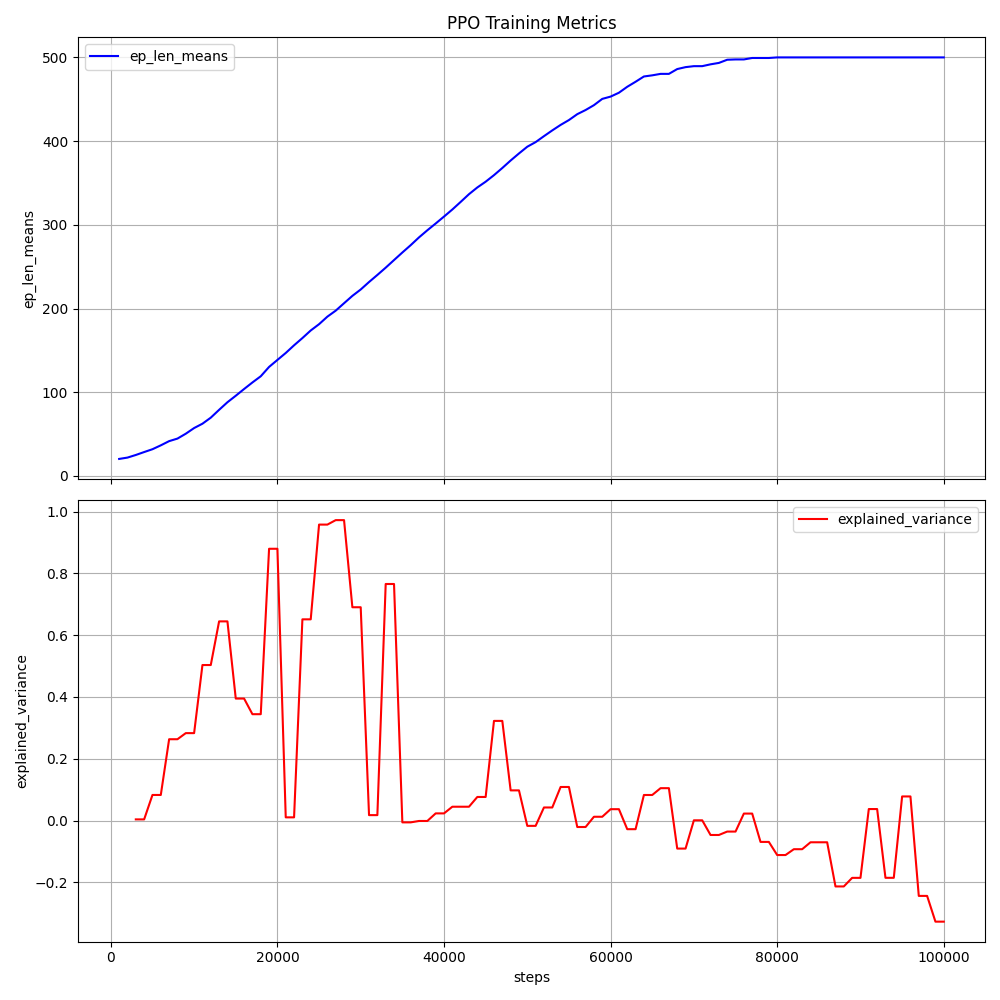 PPO Training Metrics
ep_len_means
500
400
300
200
100
0
ep_len_means
explained_variance
1.0
0.8
0.6
0.4
0.2
0.0
−0.2
explained_variance
0 20000 40000 60000 80000 100000
steps